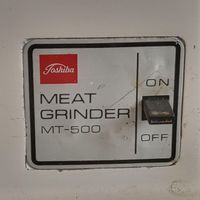 Toshiba
MEAT
GRINDER
MT-500
ON
OFF